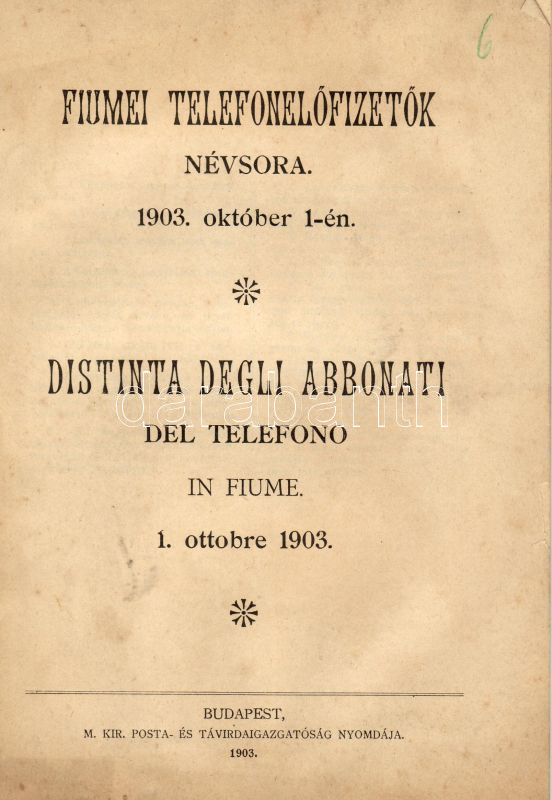 6
FIUMEI TELEFONELŐFIZETŐK
NÉVSORA.
1903. október 1-én.
DISTINTA DEGLI ABBONATI
darabanth
DEL TELEFONO
IN FIUME.
1. ottobre 1903.
BUDAPEST,
M. KIR. POSTA- ÉS TÁVIRDAIGAZGATÓSÁG NYOMDÁJA.
1903.